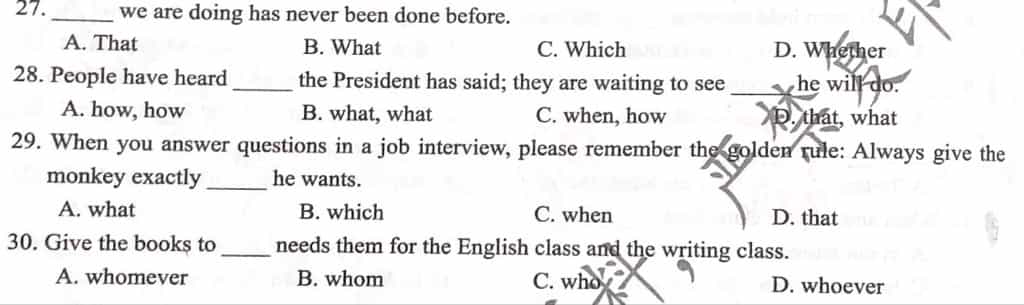 27. ______ we are doing has never been done before.
A. That B. What C. Which D. Whether
28. People have heard ______ the President has said; they are waiting to see ______ he will do.
A. how, how B. what, what C. when, how D. that, what
29. When you answer questions in a job interview, please remember the golden rule: Always give the
monkey exactly ______ he wants.
A. what B. which C. when D. that
30. Give the books to _____ needs them for the English class and the writing class.
A. whomever B. whom C. who D. whoever